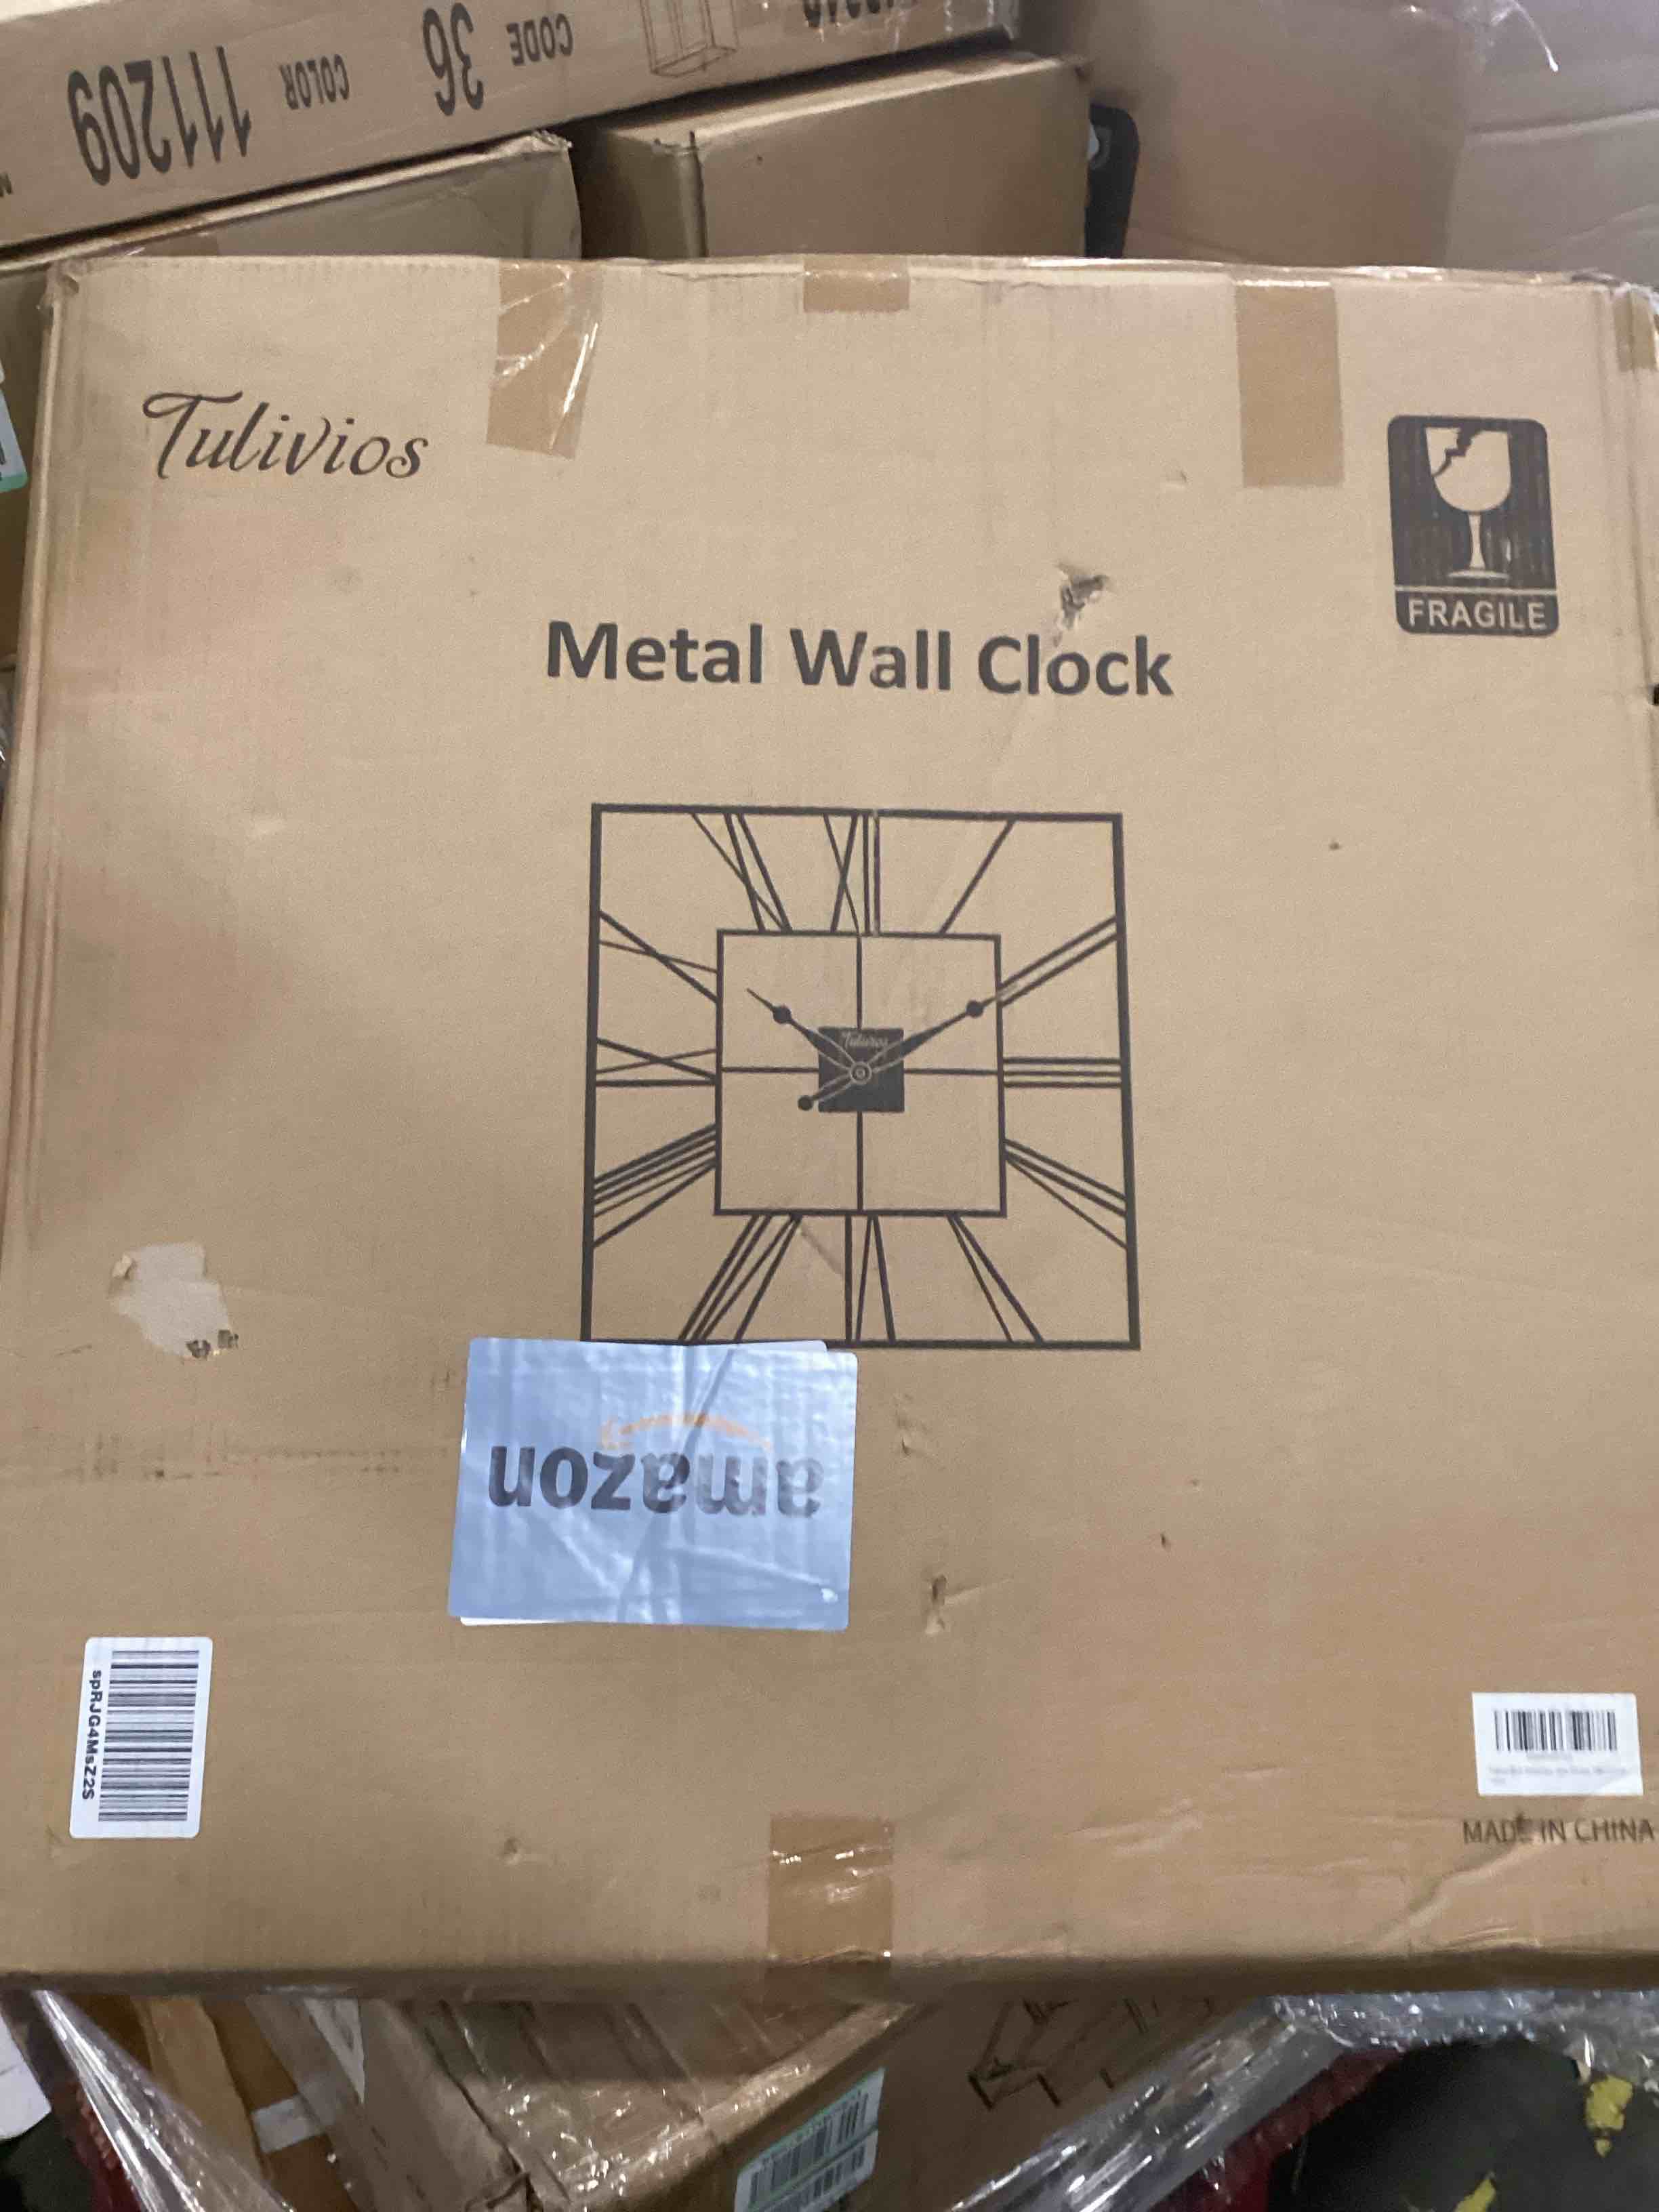 111209
COLOR
36
CODE
Tulivios
FRAGILE
Metal Wall Clock
Tulivios
amazon
spRJG4MsZ2S
MADE IN CHINA